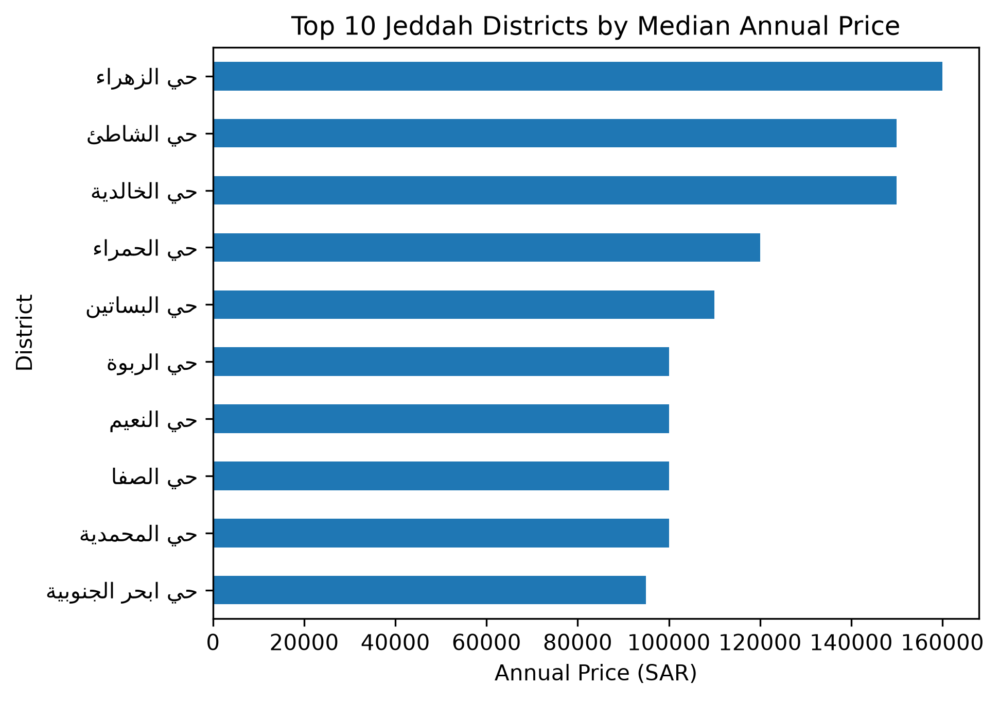 Top 10 Jeddah Districts by Median Annual Price
حي الزهراء
حي الشاطئ
حي الخالدية
حي الحمراء
حي البساتين
حي الربوة
حي النعيم
حي الصفا
حي المحمدية
حي ابحر الجنوبية
District
0 20000 40000 60000 80000 100000 120000 140000 160000
Annual Price (SAR)